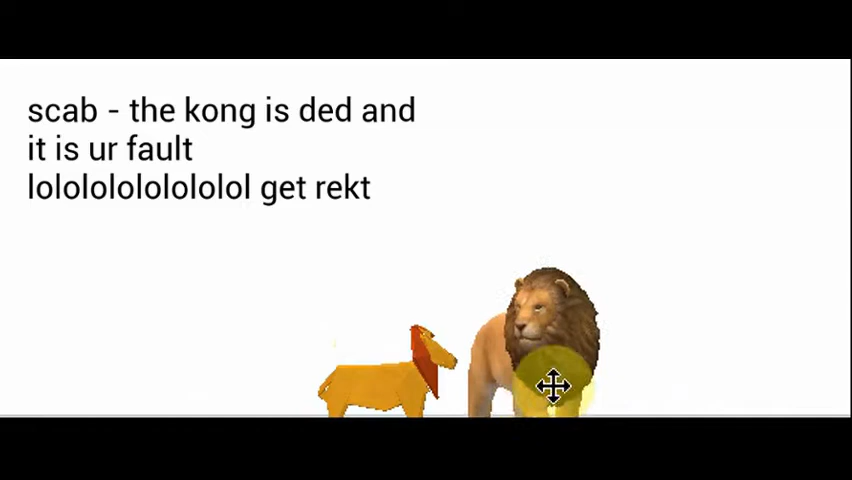 scab - the kong is ded and
it is ur fault
lolololololololol get rekt